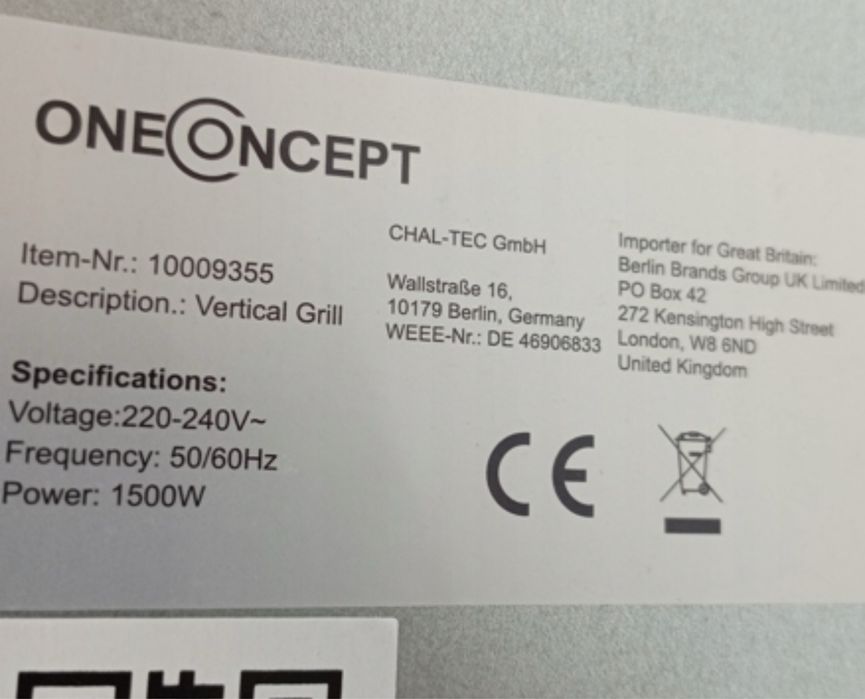 ONECONCEPT
Item-Nr.: 10009355
Description.: Vertical Grill
Specifications:
Voltage:220-240V~
Frequency: 50/60Hz
Power: 1500W
CHAL-TEC GmbH
Wallstraße 16,
10179 Berlin, Germany
WEEE-Nr.: DE 46906833
Importer for Great Britain:
Berlin Brands Group UK Limited
PO Box 42
272 Kensington High Street
London, W8 6ND
United Kingdom
CE